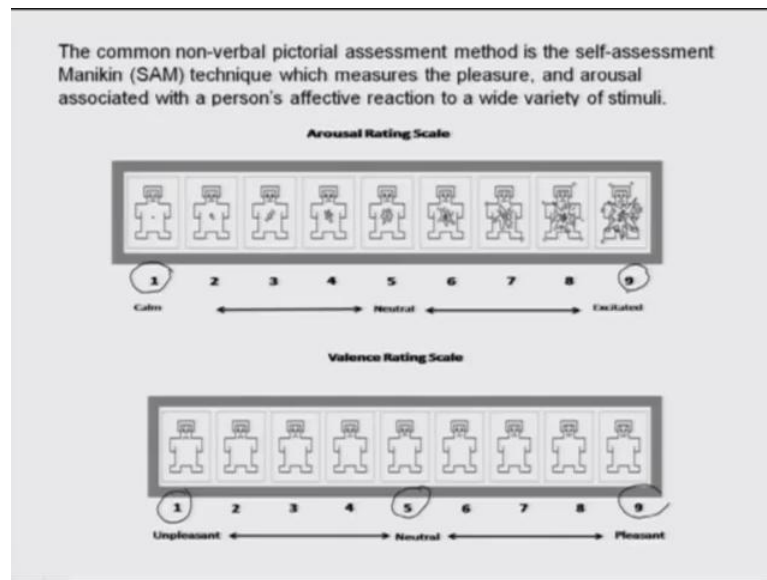 The common non-verbal pictorial assessment method is the self-assessment
Manikin (SAM) technique which measures the pleasure, and arousal
associated with a person's affective reaction to a wide variety of stimuli.
Arousal Rating Scale
1 2 3 4 5 6 7 8 9
Calm Neutral Excitated
Valence Rating Scale
1 2 3 4 5 6 7 8 9
Unpleasant Neutral Pleasant